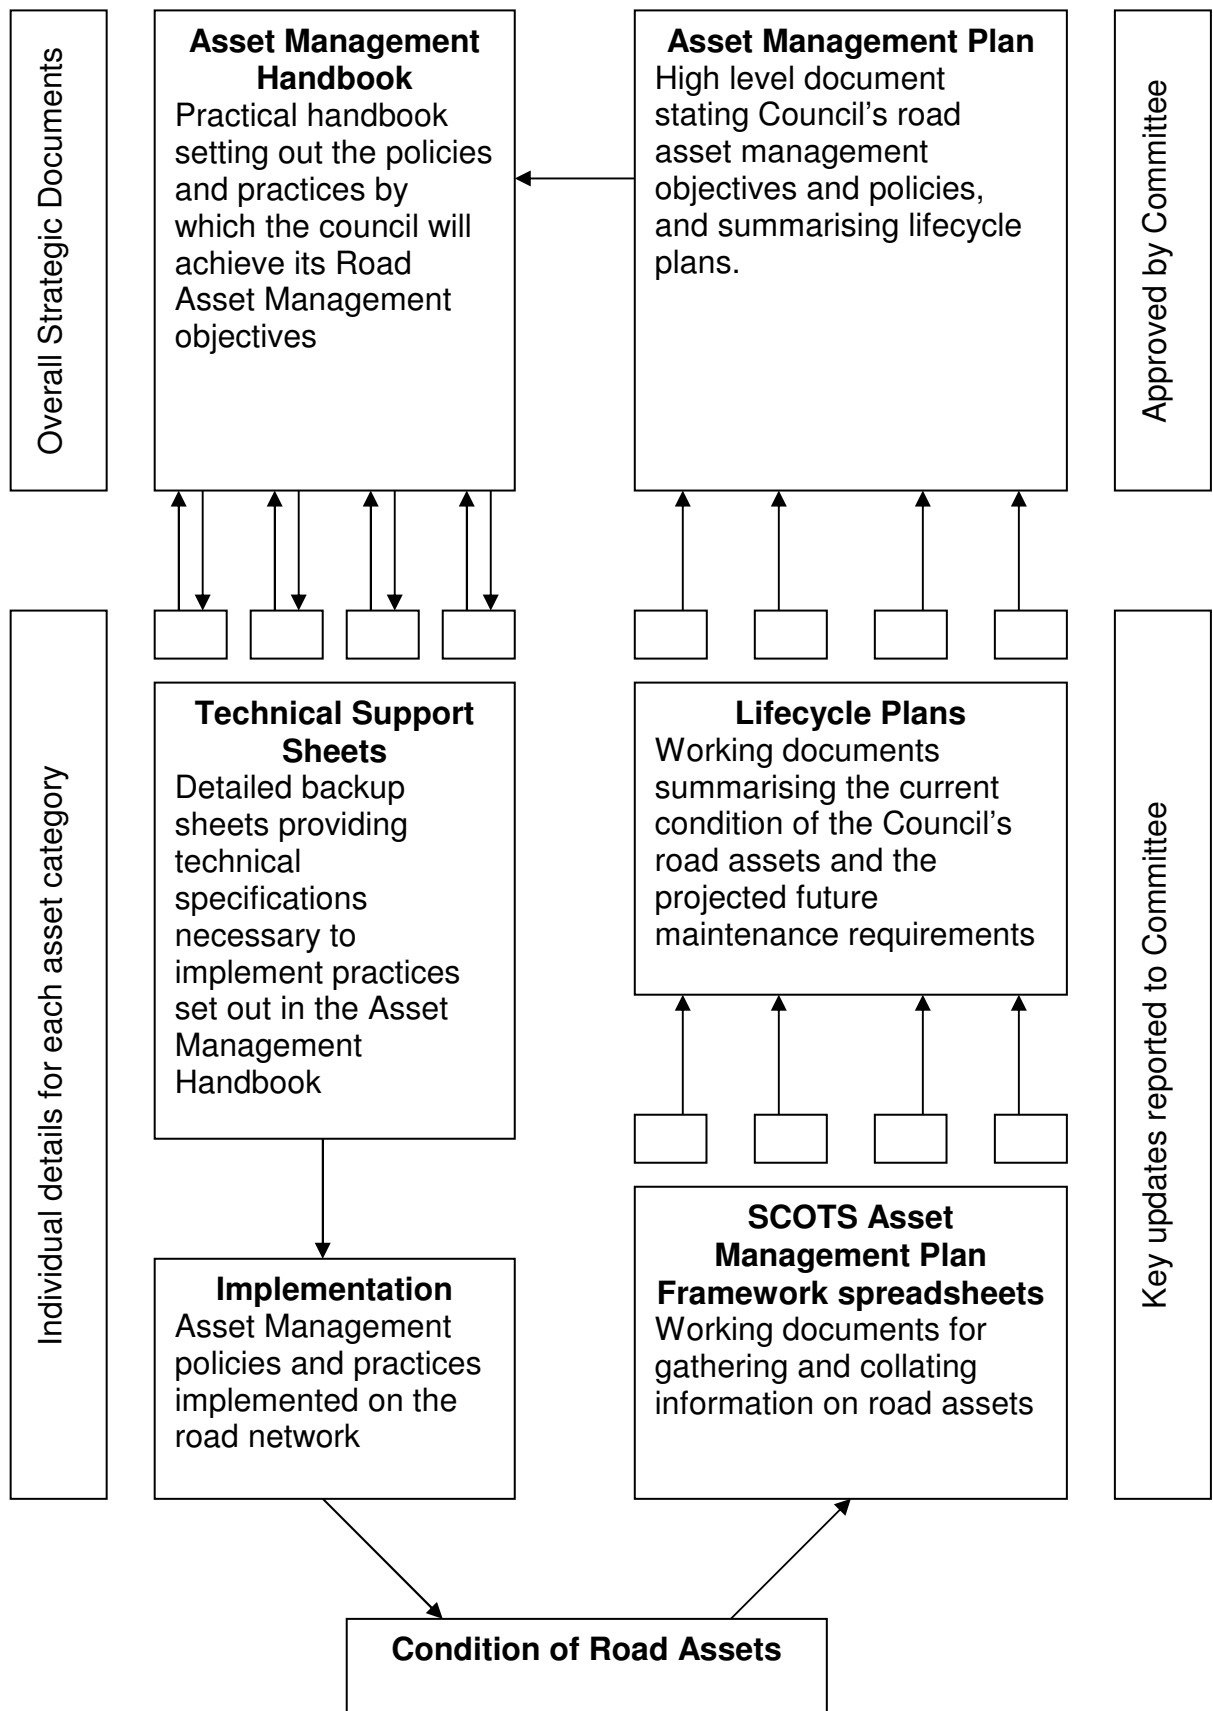 Overall Strategic Documents
Asset Management
Handbook
Practical handbook
setting out the policies
and practices by
which the council will
achieve its Road
Asset Management
objectives
Asset Management Plan
High level document
stating Council's road
asset management
objectives and policies,
and summarising lifecycle
plans.
Approved by Committee
Individual details for each asset category
Technical Support
Sheets
Detailed backup
sheets providing
technical
specifications
necessary to
implement practices
set out in the Asset
Management
Handbook
Lifecycle Plans
Working documents
summarising the current
condition of the Council's
road assets and the
projected future
maintenance requirements
Key updates reported to Committee
Implementation
Asset Management
policies and practices
implemented on the
road network
SCOTS Asset
Management Plan
Framework spreadsheets
Working documents for
gathering and collating
information on road assets
Condition of Road Assets